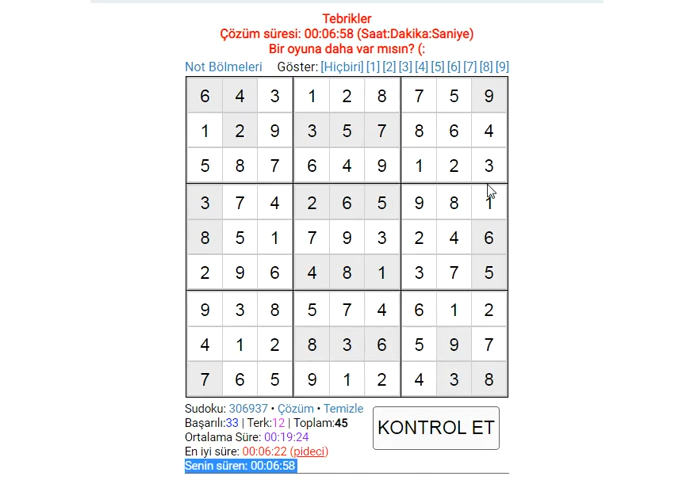 Tebrikler
Çözüm süresi: 00:06:58 (Saat:Dakika:Saniye)
Bir oyuna daha var mısın? (:
Not Bölmeleri Göster: [Hiçbiri] [1] [2] [3] [4] [5] [6] [7] [8] [9]
6 4 3 1 2 8 7 5 9
1 2 9 3 5 7 8 6 4
5 8 7 6 4 9 1 2 3
3 7 4 2 6 5 9 8 1
8 5 1 7 9 3 2 4 6
2 9 6 4 8 1 3 7 5
9 3 8 5 7 4 6 1 2
4 1 2 8 3 6 5 9 7
7 6 5 9 1 2 4 3 8
Sudoku: 306937 • Çözüm • Temizle
Başarılı:33 | Terk:12 | Toplam:45
Ortalama Süre: 00:19:24
En iyi süre: 00:06:22 (pideci)
Senin süren: 00:06:58
KONTROL ET